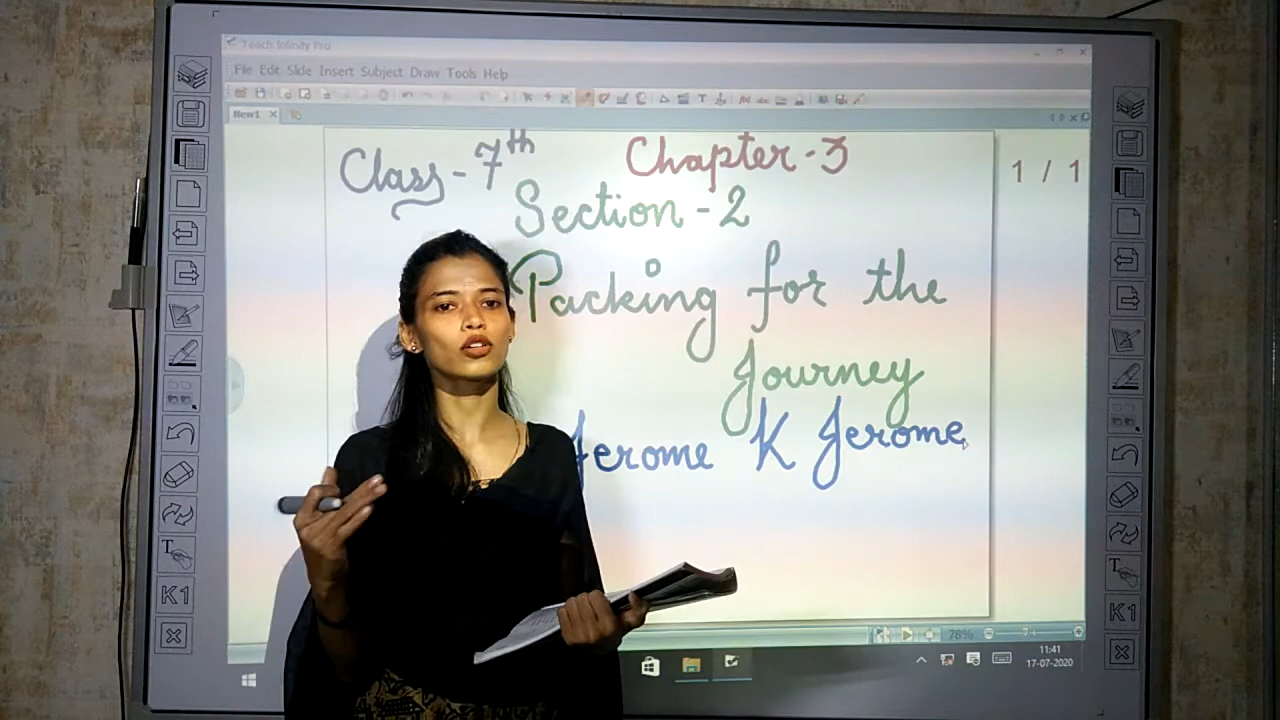 Teach Infinity Pro
File Edit Slide Insert Subject Draw Tools Help
New1
Class-7th Chapter-3
1 / 1
Section-2
Packing for the
Journey
Jerome K Jerome
T
K1
T
K1
78%
11:41
17-07-2020